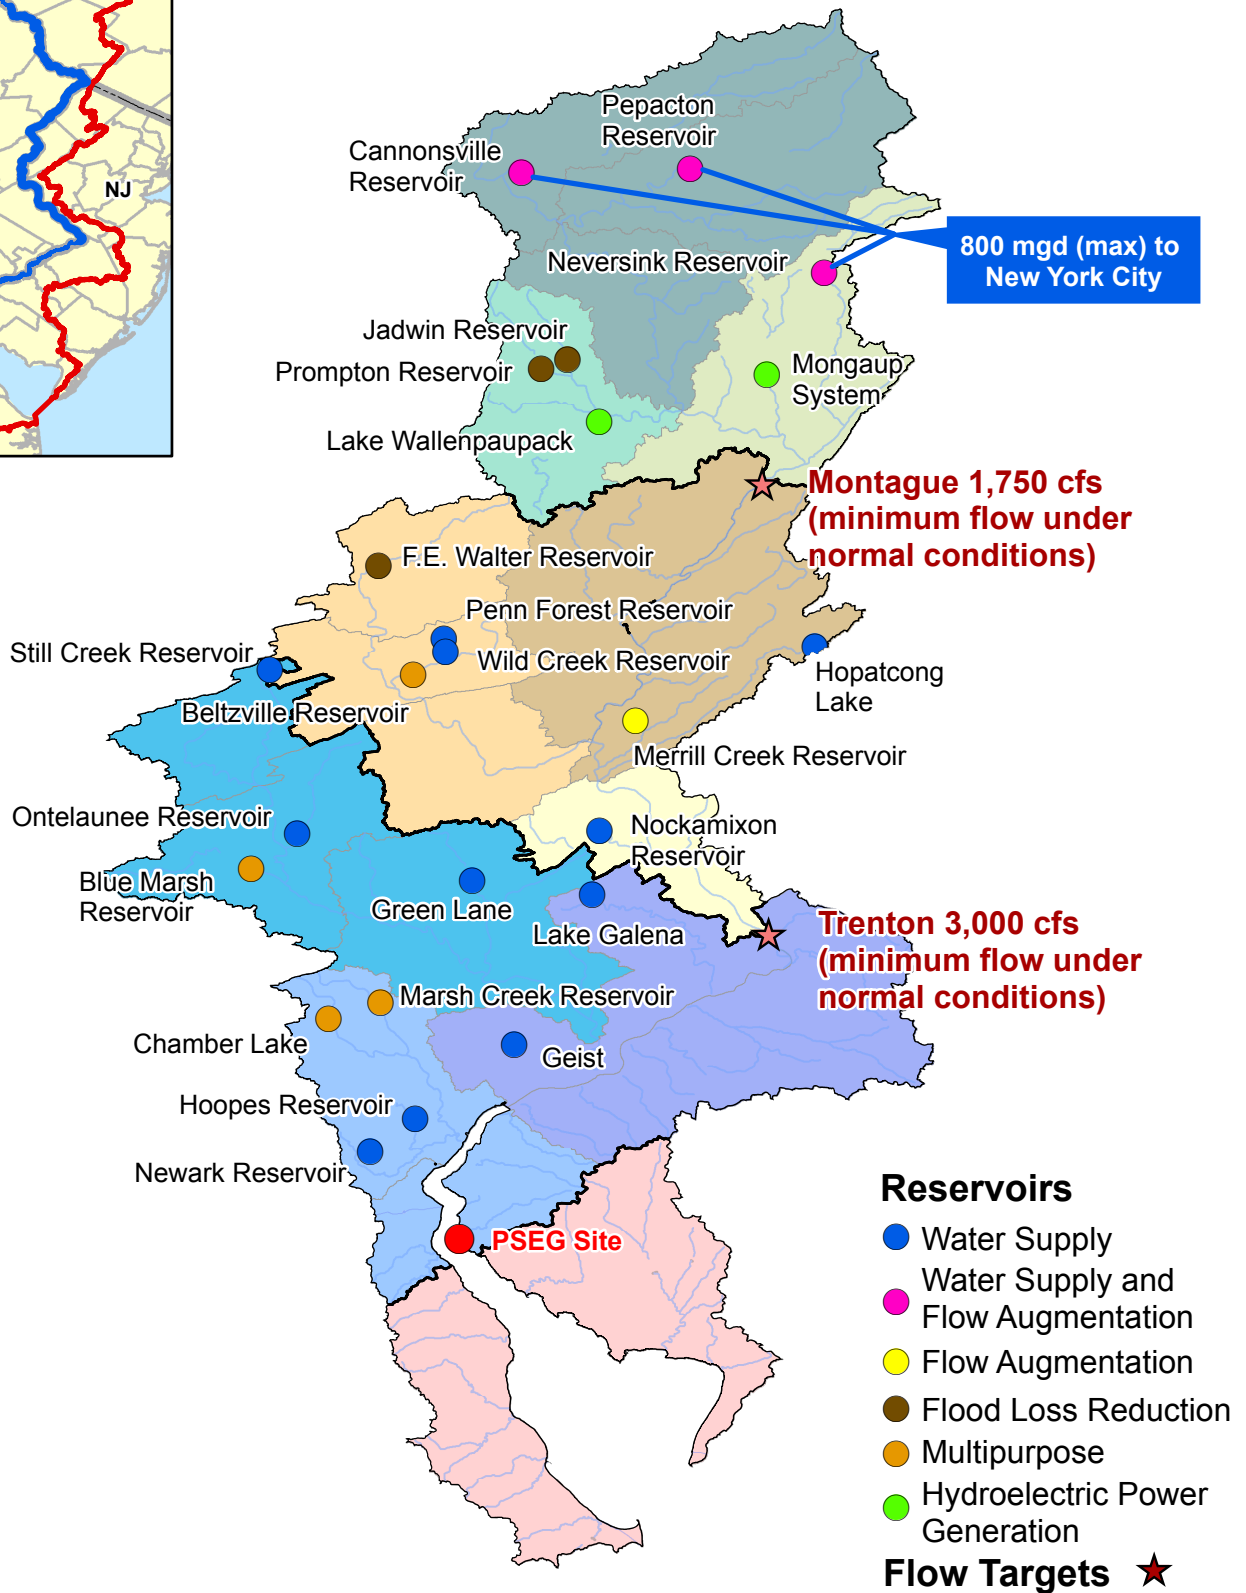 NJ
Pepacton
Reservoir
Cannonsville
Reservoir
800 mgd (max) to
New York City
Neversink Reservoir
Jadwin Reservoir
Prompton Reservoir
Mongaup
System
Lake Wallenpaupack
Montague 1,750 cfs
(minimum flow under
normal conditions)
F.E. Walter Reservoir
Penn Forest Reservoir
Still Creek Reservoir
Wild Creek Reservoir
Hopatcong
Lake
Beltzville Reservoir
Merrill Creek Reservoir
Ontelaunee Reservoir
Nockamixon
Reservoir
Blue Marsh
Reservoir
Green Lane
Lake Galena
Trenton 3,000 cfs
(minimum flow under
normal conditions)
Marsh Creek Reservoir
Chamber Lake
Geist
Hoopes Reservoir
Newark Reservoir
PSEG Site
Reservoirs
Water Supply
Water Supply and
Flow Augmentation
Flow Augmentation
Flood Loss Reduction
Multipurpose
Hydroelectric Power
Generation
Flow Targets